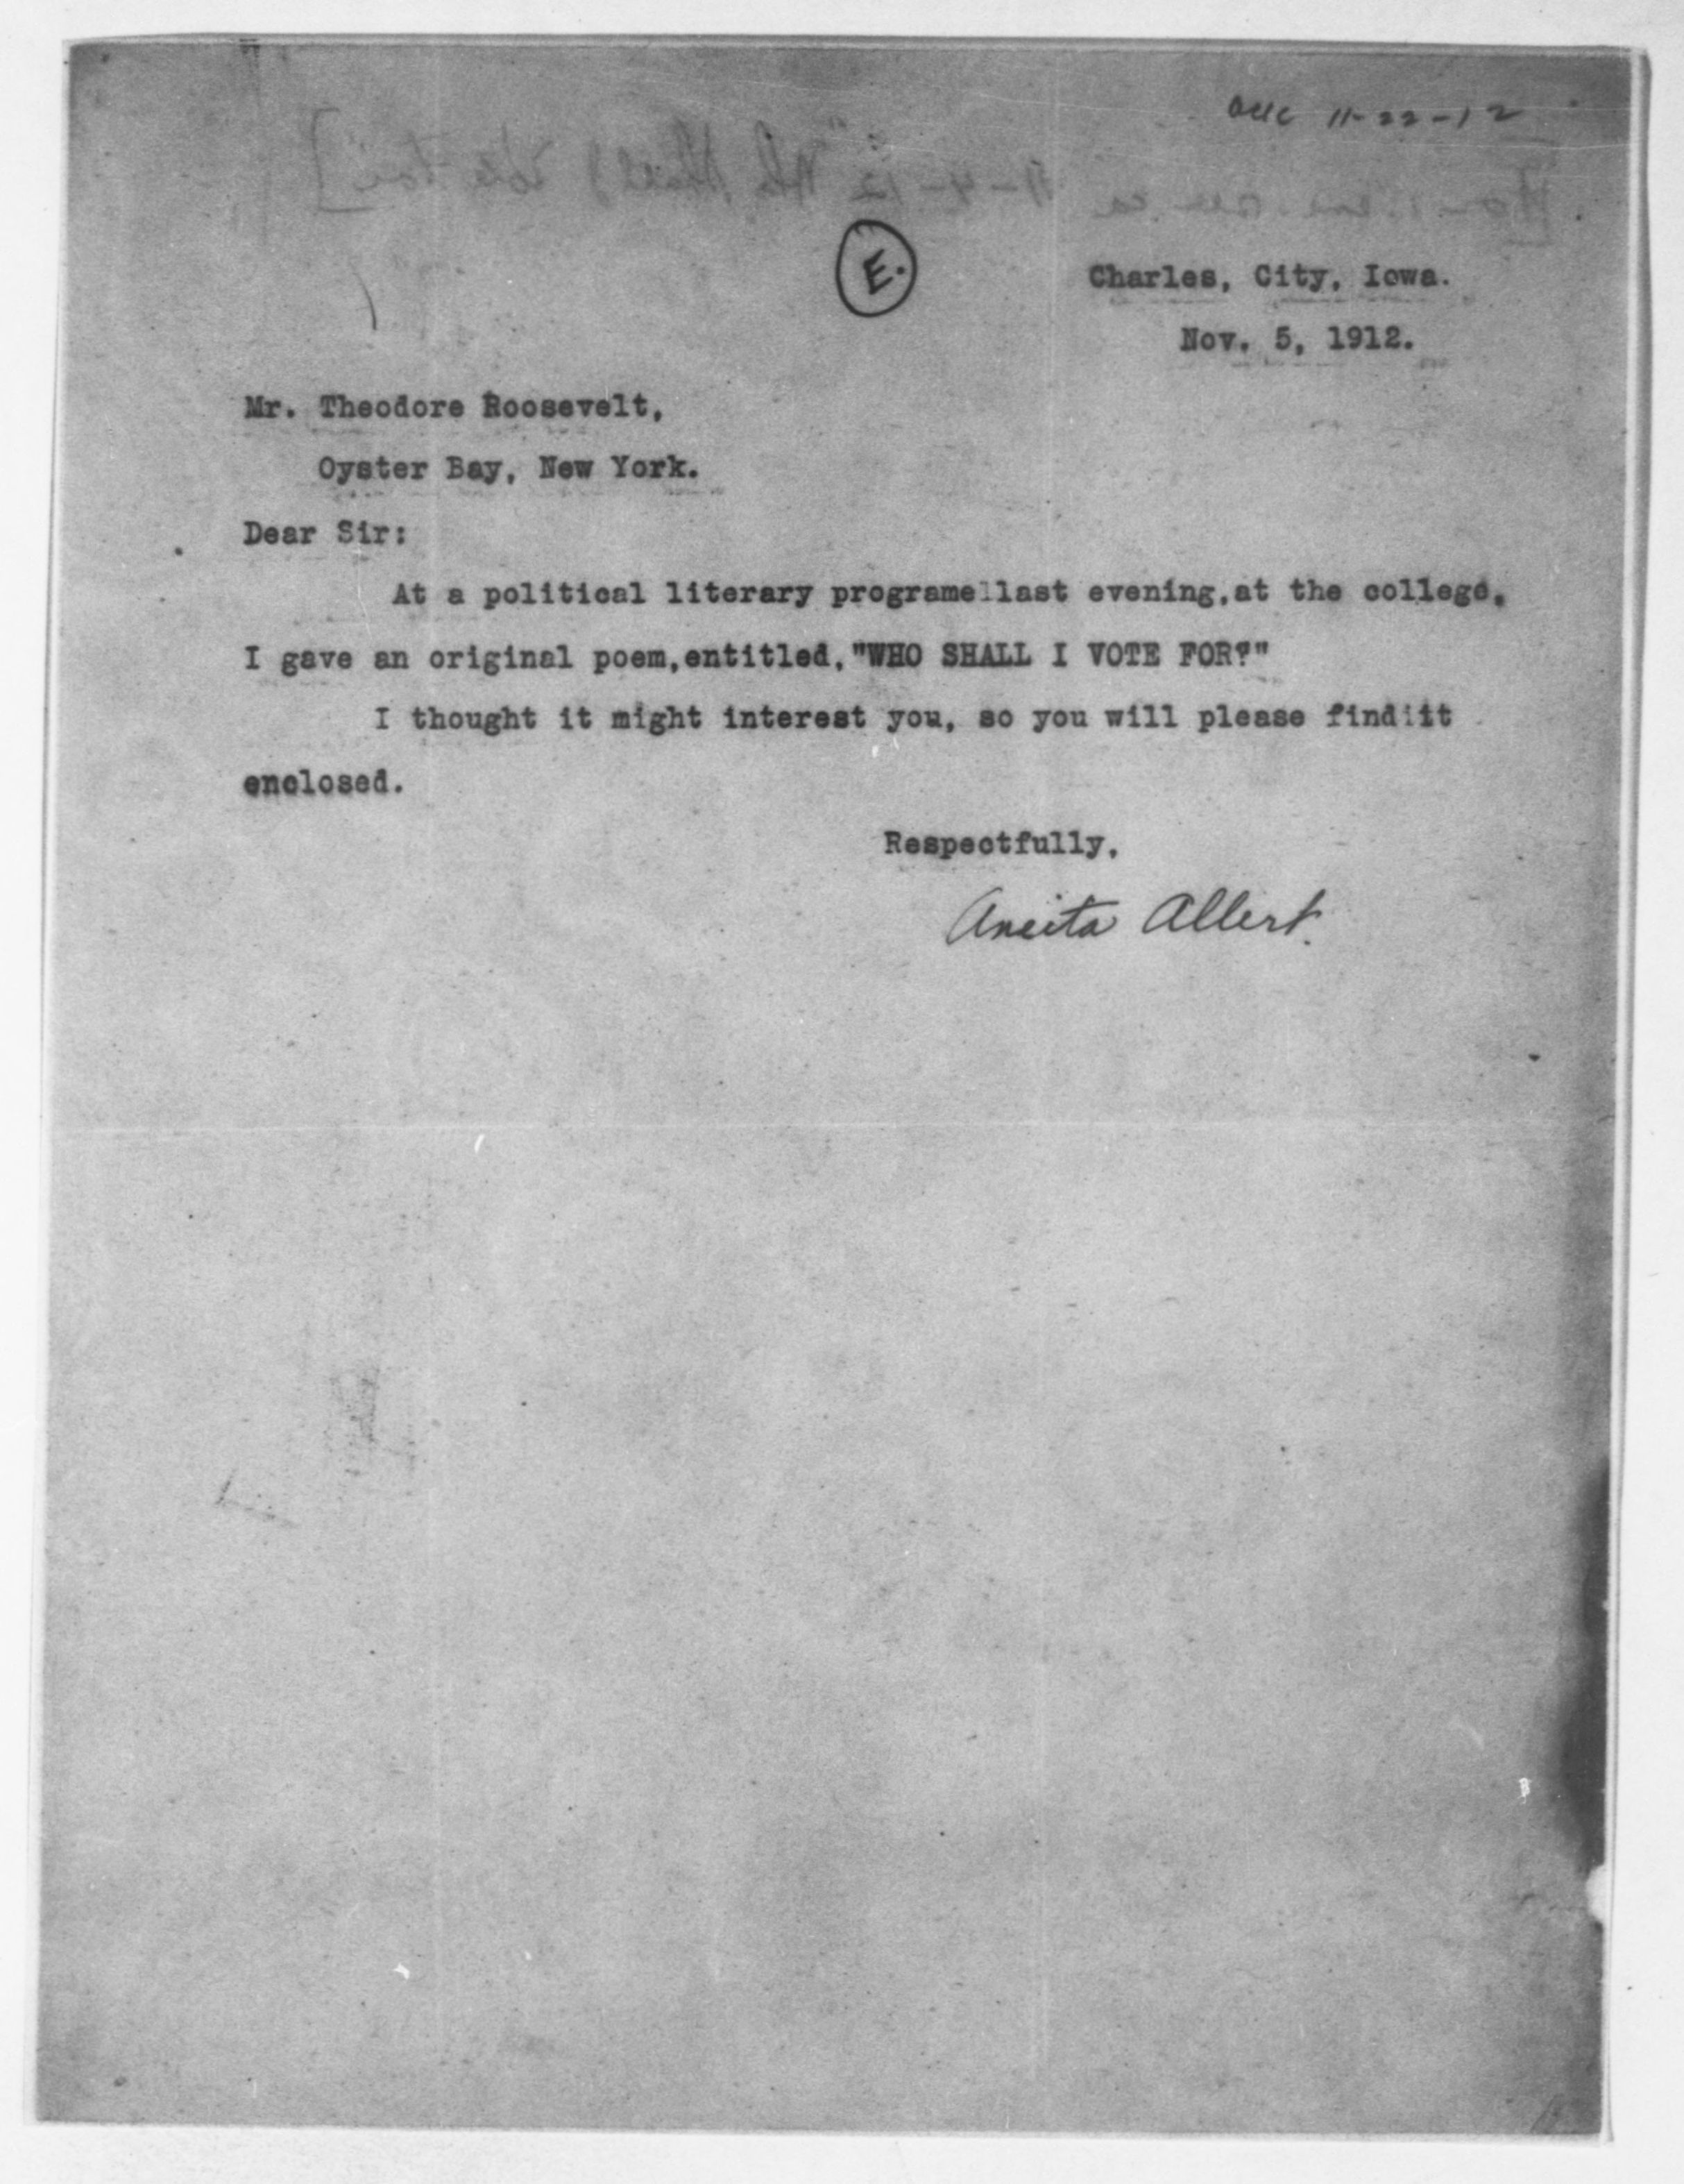 11-22-12
E.
Charles, City, Iowa.
Nov. 5, 1912.
Mr. Theodore Roosevelt,
Oyster Bay, New York.
Dear Sir:
At a political literary programe last evening, at the college,
I gave an original poem, entitled, "WHO SHALL I VOTE FOR?"
I thought it might interest you, so you will please find it
enclosed.
Respectfully,
Aneita Allert.